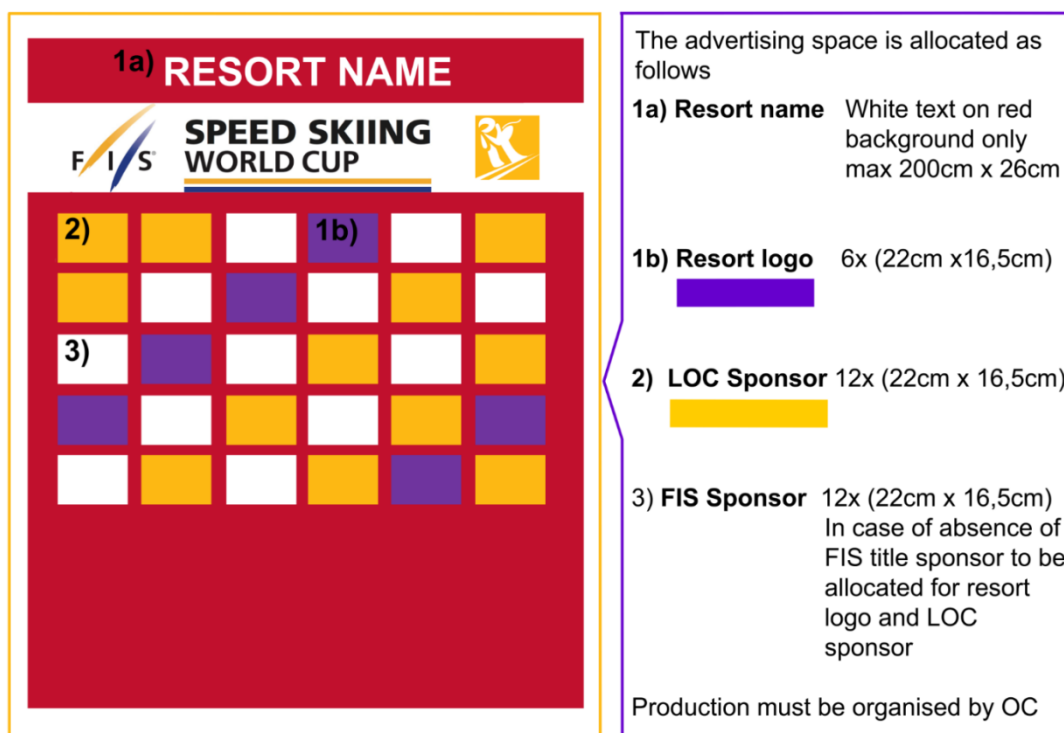 1a) RESORT NAME
F I S
SPEED SKIING
WORLD CUP
2)
1b)
3)
The advertising space is allocated as
follows
1a) Resort name White text on red
background only
max 200cm x 26cm
1b) Resort logo 6x (22cm x16,5cm)
2) LOC Sponsor 12x (22cm x 16,5cm)
3) FIS Sponsor 12x (22cm x 16,5cm)
In case of absence of
FIS title sponsor to be
allocated for resort
logo and LOC
sponsor
Production must be organised by OC